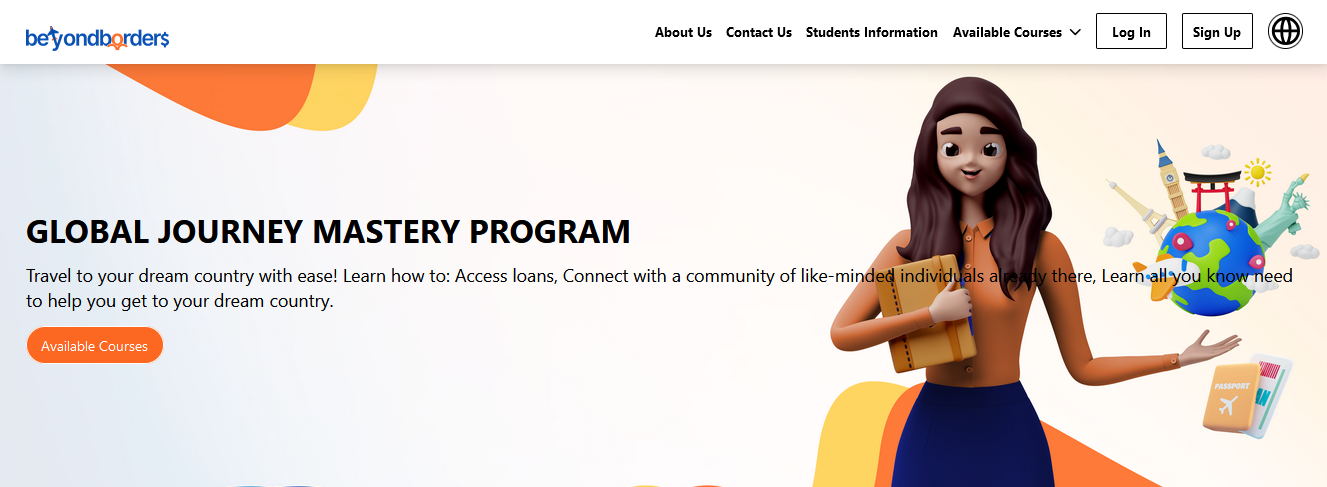 beyondborders
About Us Contact Us Students Information Available Courses Log In Sign Up
GLOBAL JOURNEY MASTERY PROGRAM
Travel to your dream country with ease! Learn how to: Access loans, Connect with a community of like-minded individuals already there, Learn all you know need
to help you get to your dream country.
Available Courses
PASSPORT